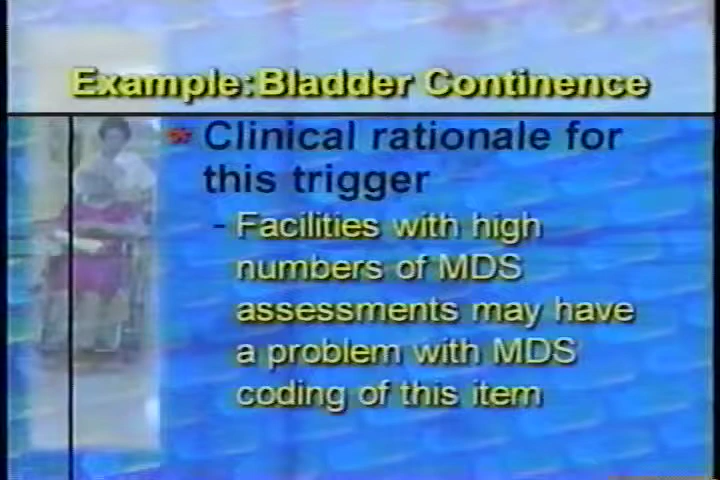 Example:Bladder Continence
* Clinical rationale for
this trigger
- Facilities with high
numbers of MDS
assessments may have
a problem with MDS
coding of this item